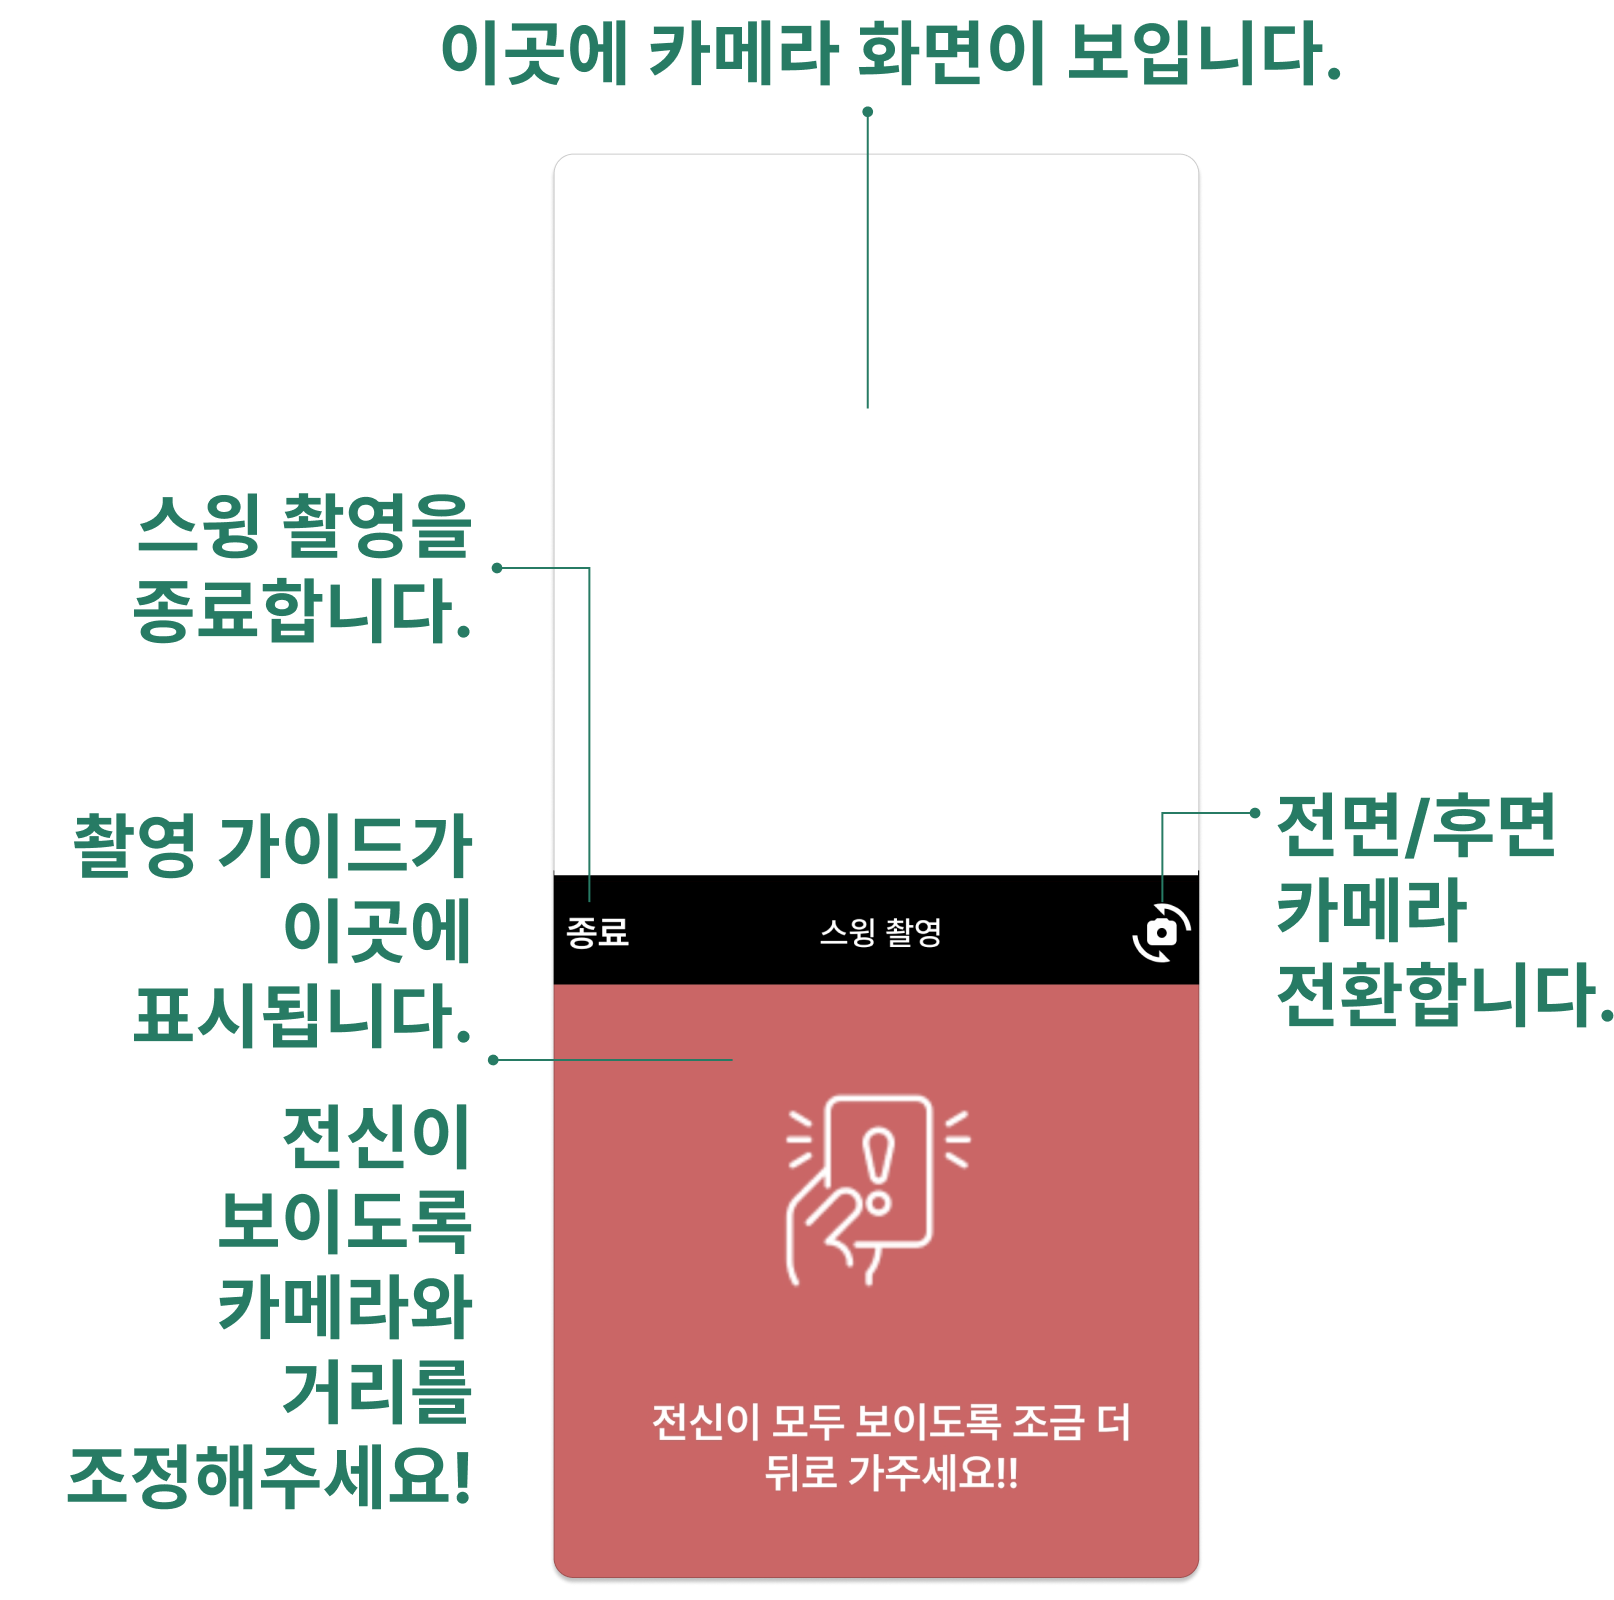 이곳에 카메라 화면이 보입니다.
스윙 촬영을
종료합니다.
촬영 가이드가
이곳에
표시됩니다.
전신이
보이도록
카메라와
거리를
조정해주세요!
전면/후면
카메라
전환합니다.
종료
스윙 촬영
전신이 모두 보이도록 조금 더
뒤로 가주세요!!